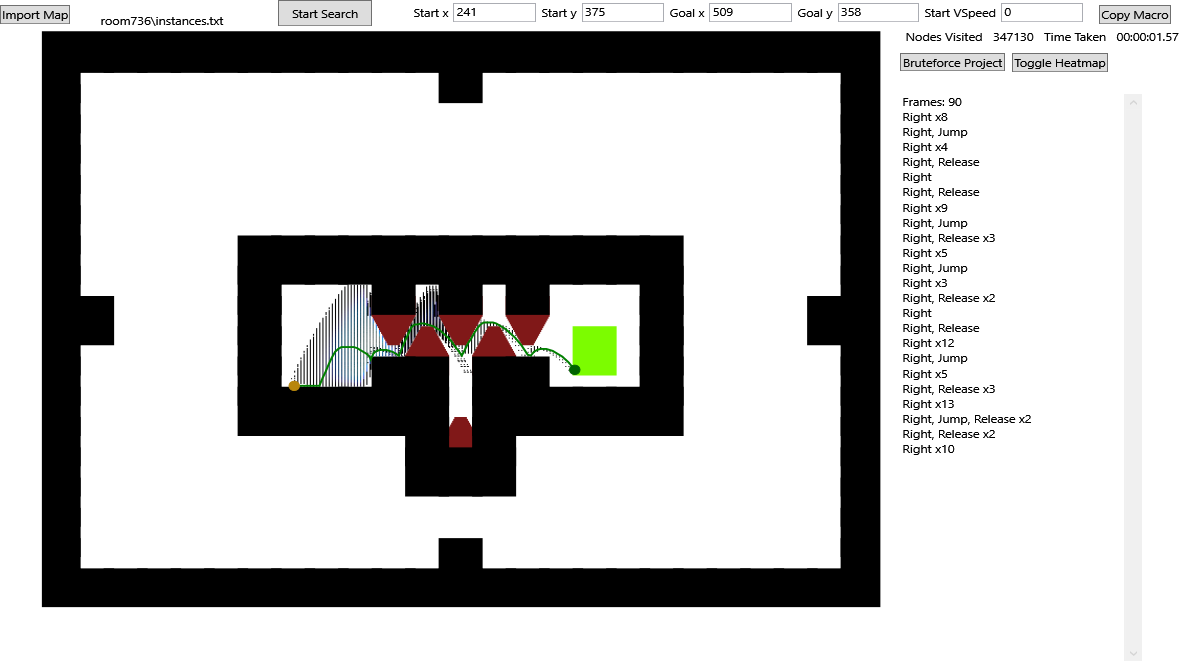 Import Map room736\instances.txt Start Search Start x 241 Start y 375 Goal x 509 Goal y 358 Start VSpeed 0 Copy Macro
Nodes Visited 347130 Time Taken 00:00:01.57
Bruteforce Project Toggle Heatmap
Frames: 90
Right x8
Right, Jump
Right x4
Right, Release
Right
Right, Release
Right x9
Right, Jump
Right, Release x3
Right x5
Right, Jump
Right x3
Right, Release x2
Right
Right, Release
Right x12
Right, Jump
Right x5
Right, Release x3
Right x13
Right, Jump, Release x2
Right, Release x2
Right x10